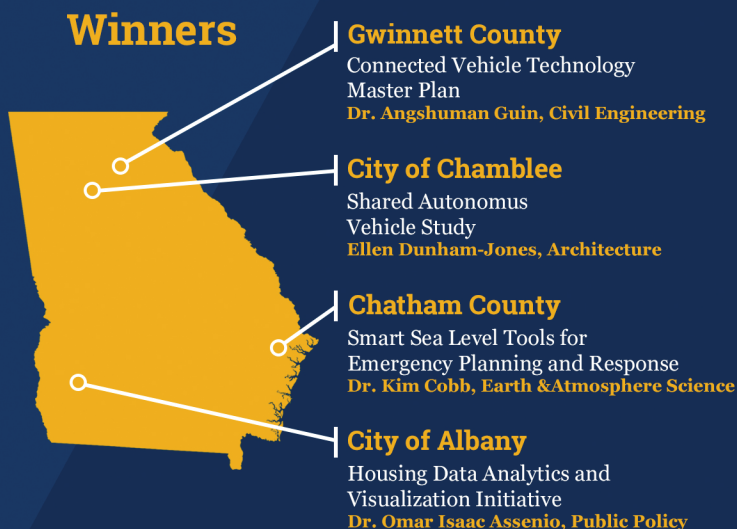 Winners
Gwinnett County
Connected Vehicle Technology
Master Plan
Dr. Angshuman Guin, Civil Engineering
City of Chamblee
Shared Autonomus
Vehicle Study
Ellen Dunham-Jones, Architecture
Chatham County
Smart Sea Level Tools for
Emergency Planning and Response
Dr. Kim Cobb, Earth &Atmosphere Science
City of Albany
Housing Data Analytics and
Visualization Initiative
Dr. Omar Isaac Assenio, Public Policy